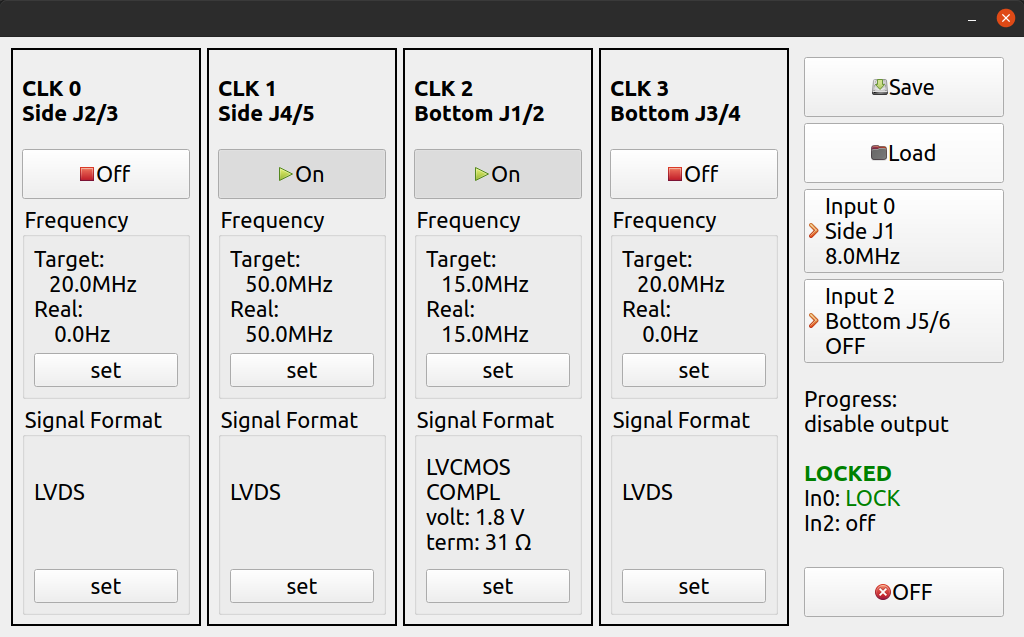 CLK 0
Side J2/3
Off
Frequency
Target:
20.0MHz
Real:
0.0Hz
set
Signal Format
LVDS
set
CLK 1
Side J4/5
On
Frequency
Target:
50.0MHz
Real:
50.0MHz
set
Signal Format
LVDS
set
CLK 2
Bottom J1/2
On
Frequency
Target:
15.0MHz
Real:
15.0MHz
set
Signal Format
LVCMOS
COMPL
volt: 1.8 V
term: 31 Ω
set
CLK 3
Bottom J3/4
Off
Frequency
Target:
20.0MHz
Real:
0.0Hz
set
Signal Format
LVDS
set
Save
Load
Input 0
Side J1
8.0MHz
Input 2
Bottom J5/6
OFF
Progress:
disable output
LOCKED
In0: LOCK
In2: off
OFF